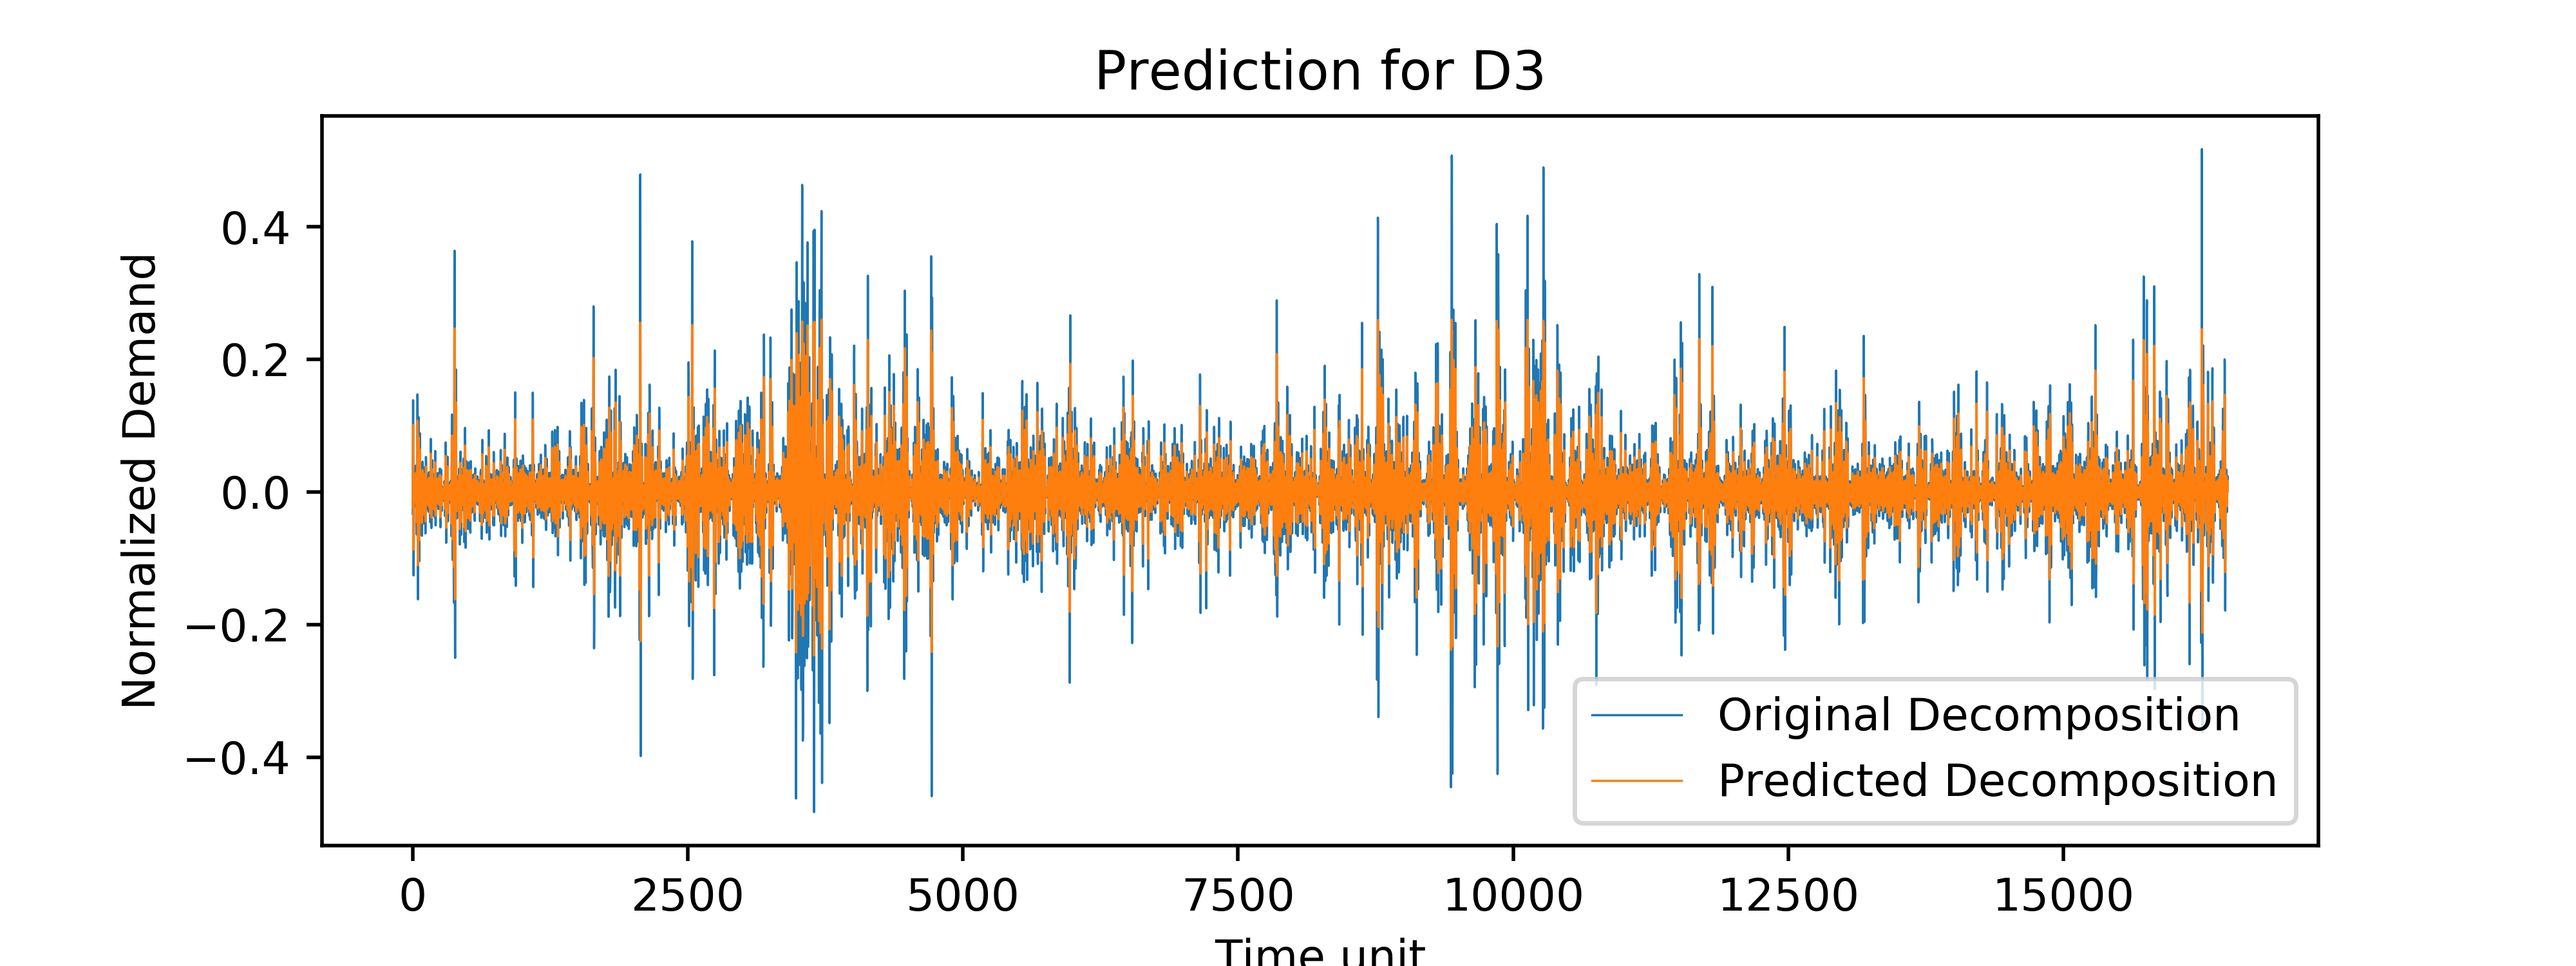 Prediction for D3
Normalized Demand
0.4
0.2
0.0
−0.2
−0.4
Original Decomposition
Predicted Decomposition
0 2500 5000 7500 10000 12500 15000
Time unit